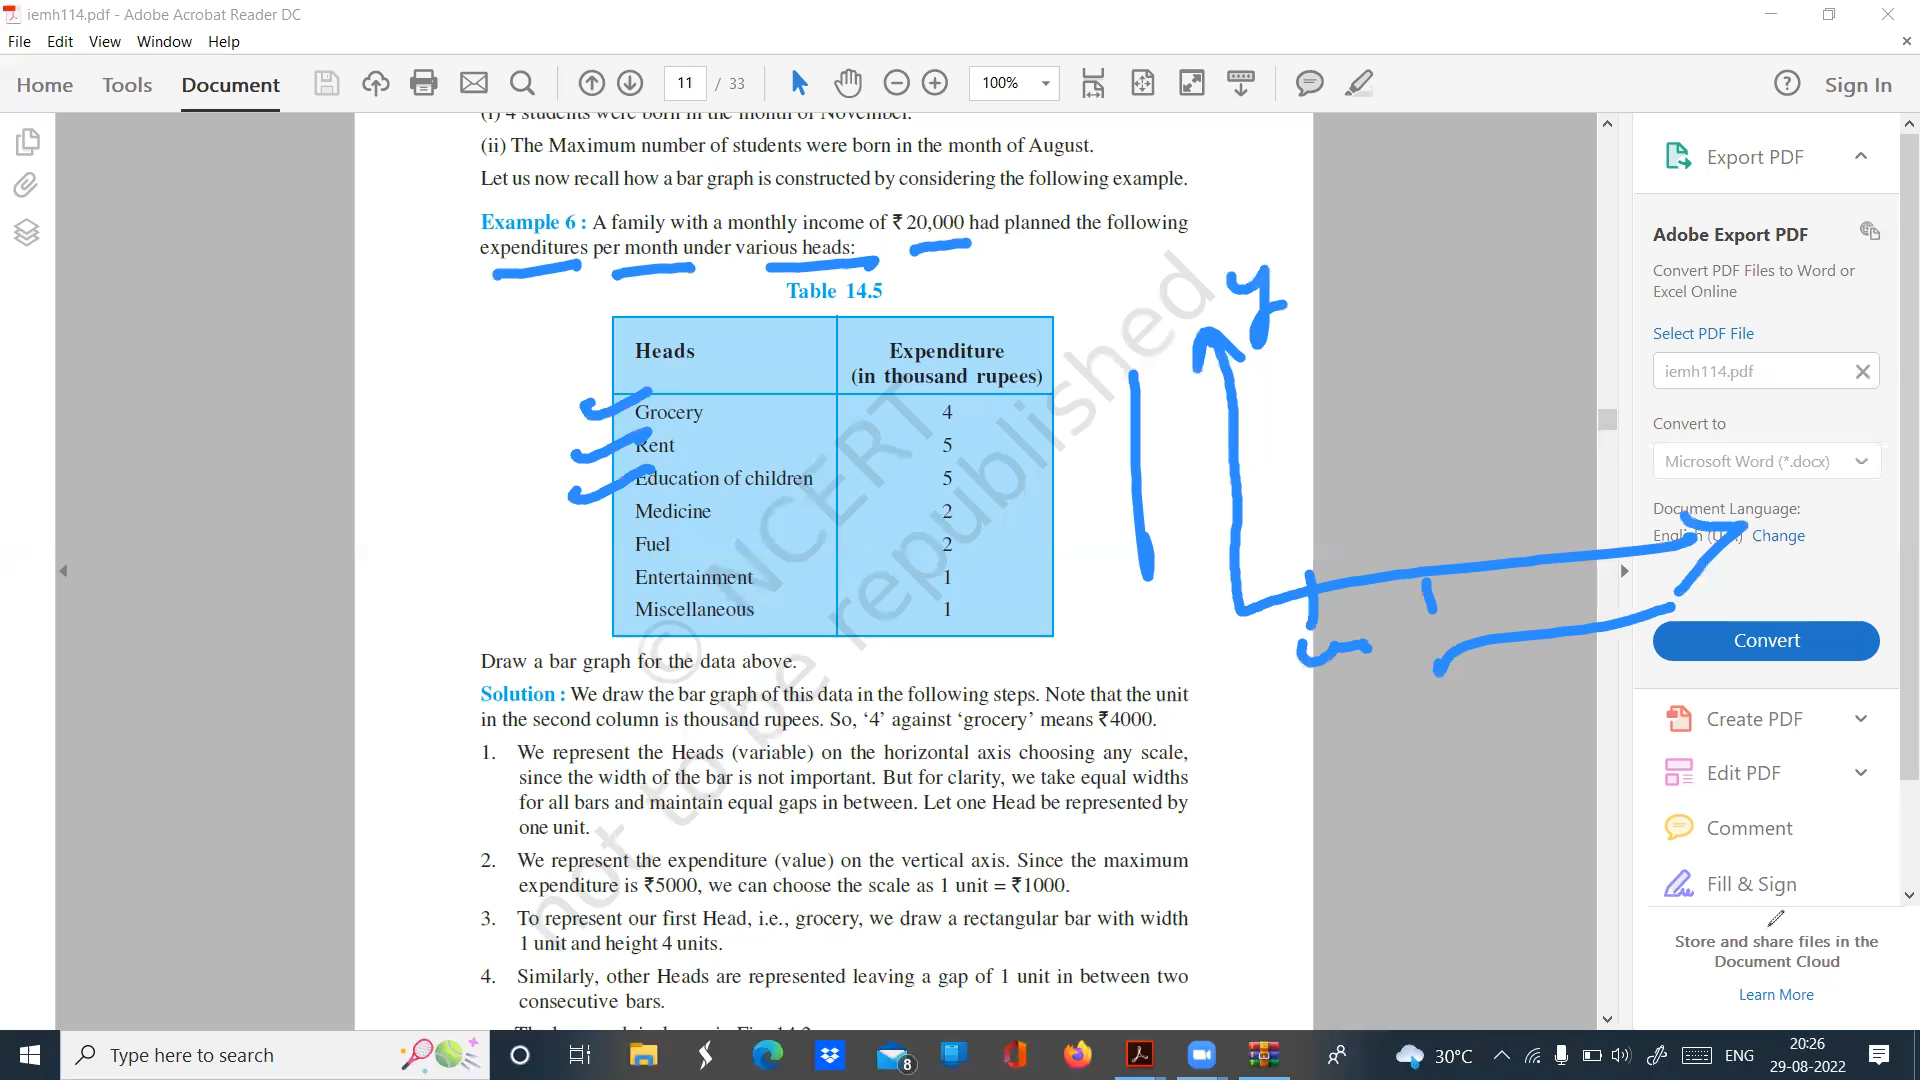 iemh114.pdf - Adobe Acrobat Reader DC
File Edit View Window Help
Home Tools Document 11 / 33 100% Sign In
(ii) The Maximum number of students were born in the month of August.
Let us now recall how a bar graph is constructed by considering the following example.
Example 6 : A family with a monthly income of ₹ 20,000 had planned the following
expenditures per month under various heads:
Table 14.5
Heads Expenditure
(in thousand rupees)
Grocery 4
Rent 5
Education of children 5
Medicine 2
Fuel 2
Entertainment 1
Miscellaneous 1
y
Draw a bar graph for the data above.
Solution : We draw the bar graph of this data in the following steps. Note that the unit
in the second column is thousand rupees. So, ‘4’ against ‘grocery’ means ₹4000.
1. We represent the Heads (variable) on the horizontal axis choosing any scale,
since the width of the bar is not important. But for clarity, we take equal widths
for all bars and maintain equal gaps in between. Let one Head be represented by
one unit.
2. We represent the expenditure (value) on the vertical axis. Since the maximum
expenditure is ₹5000, we can choose the scale as 1 unit = ₹1000.
3. To represent our first Head, i.e., grocery, we draw a rectangular bar with width
1 unit and height 4 units.
4. Similarly, other Heads are represented leaving a gap of 1 unit in between two
consecutive bars.
© NCERT
not to be republished
Export PDF
Adobe Export PDF
Convert PDF Files to Word or
Excel Online
Select PDF File
iemh114.pdf
Convert to
Microsoft Word (*.docx)
Document Language:
Change
Convert
Create PDF
Edit PDF
Comment
Fill & Sign
Store and share files in the
Document Cloud
Learn More
Type here to search
8
30°C
ENG
20:26
29-08-2022